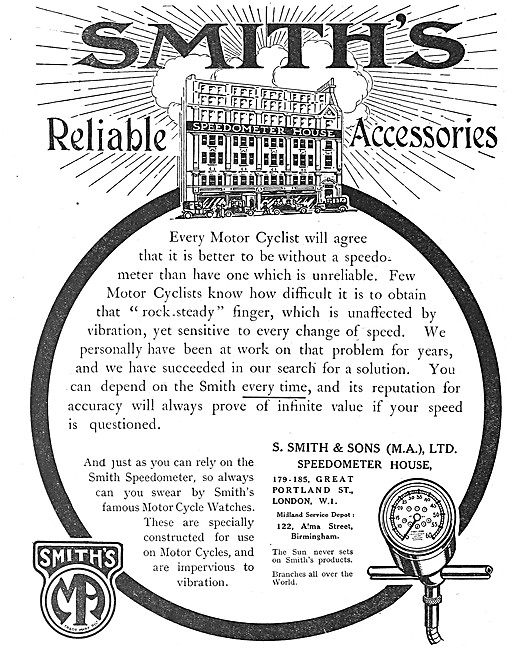 SMITH'S
Reliable Accessories
SPEEDOMETER HOUSE
Every Motor Cyclist will agree
that it is better to be without a speedo-
meter than have one which is unreliable. Few
Motor Cyclists know how difficult it is to obtain
that "rock-steady" finger, which is unaffected by
vibration, yet sensitive to every change of speed. We
personally have been at work on that problem for years,
and we have succeeded in our search for a solution. You
can depend on the Smith every time, and its reputation for
accuracy will always prove of infinite value if your speed
is questioned.
And just as you can rely on the
Smith Speedometer, so always
can you swear by Smith's
famous Motor Cycle Watches.
These are specially
constructed for use
on Motor Cycles, and
are impervious to
vibration.
S. SMITH & SONS (M.A.), LTD.
SPEEDOMETER HOUSE,
179-185, GREAT
PORTLAND ST.,
LONDON, W.1.
Midland Service Depot:
122, Alma Street,
Birmingham.
The Sun never sets
on Smith's products.
Branches all over the
World.
SMITH'S
MA